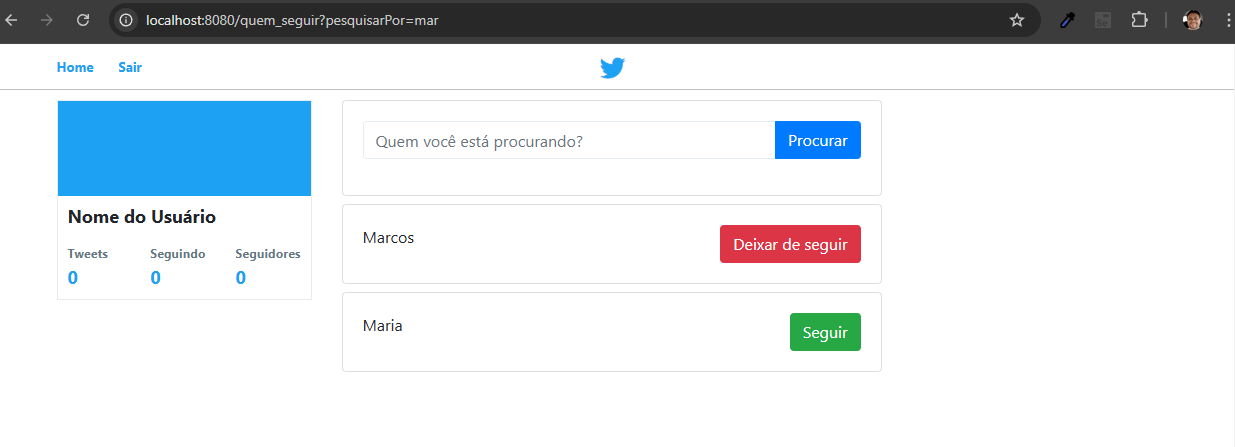 localhost:8080/quem_seguir?pesquisarPor=mar
Home Sair
Quem você está procurando? Procurar
Nome do Usuário
Tweets Seguindo Seguidores
0 0 0
Marcos Deixar de seguir
Maria Seguir